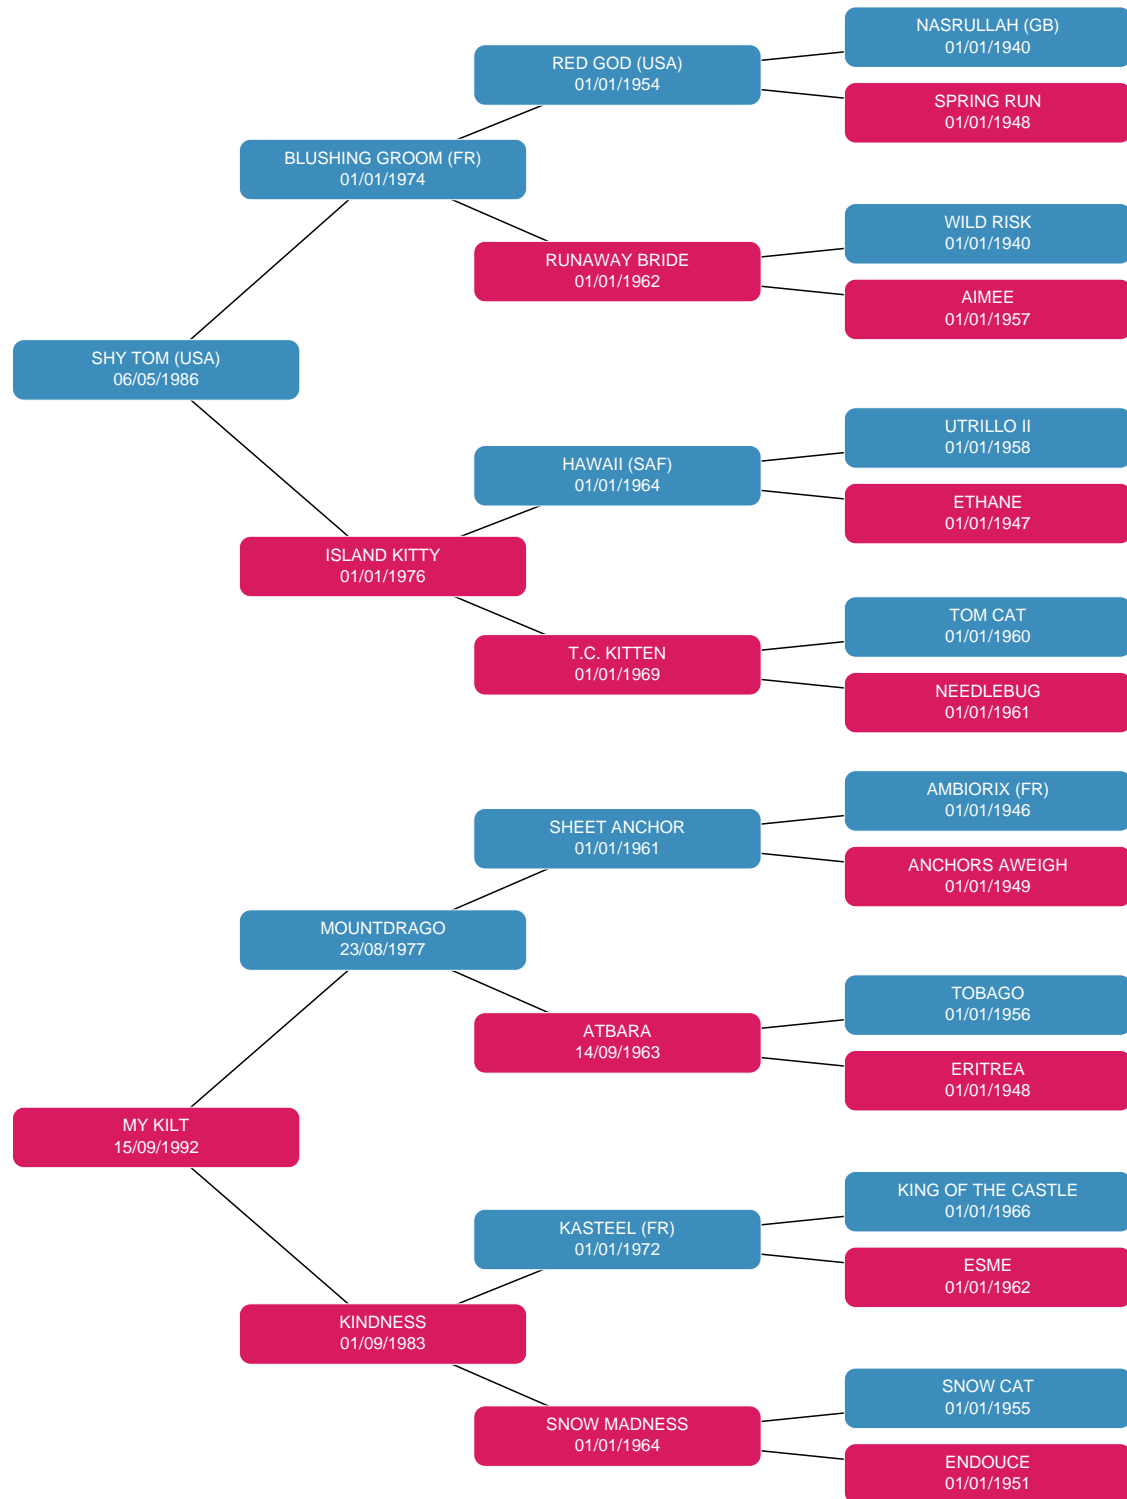 NASRULLAH (GB)
01/01/1940
RED GOD (USA)
01/01/1954
SPRING RUN
01/01/1948
BLUSHING GROOM (FR)
01/01/1974
WILD RISK
01/01/1940
RUNAWAY BRIDE
01/01/1962
AIMEE
01/01/1957
SHY TOM (USA)
06/05/1986
UTRILLO II
01/01/1958
HAWAII (SAF)
01/01/1964
ETHANE
01/01/1947
ISLAND KITTY
01/01/1976
TOM CAT
01/01/1960
T.C. KITTEN
01/01/1969
NEEDLEBUG
01/01/1961
AMBIORIX (FR)
01/01/1946
SHEET ANCHOR
01/01/1961
ANCHORS AWEIGH
01/01/1949
MOUNTDRAGO
23/08/1977
TOBAGO
01/01/1956
ATBARA
14/09/1963
ERITREA
01/01/1948
MY KILT
15/09/1992
KING OF THE CASTLE
01/01/1966
KASTEEL (FR)
01/01/1972
ESME
01/01/1962
KINDNESS
01/09/1983
SNOW CAT
01/01/1955
SNOW MADNESS
01/01/1964
ENDOUCE
01/01/1951